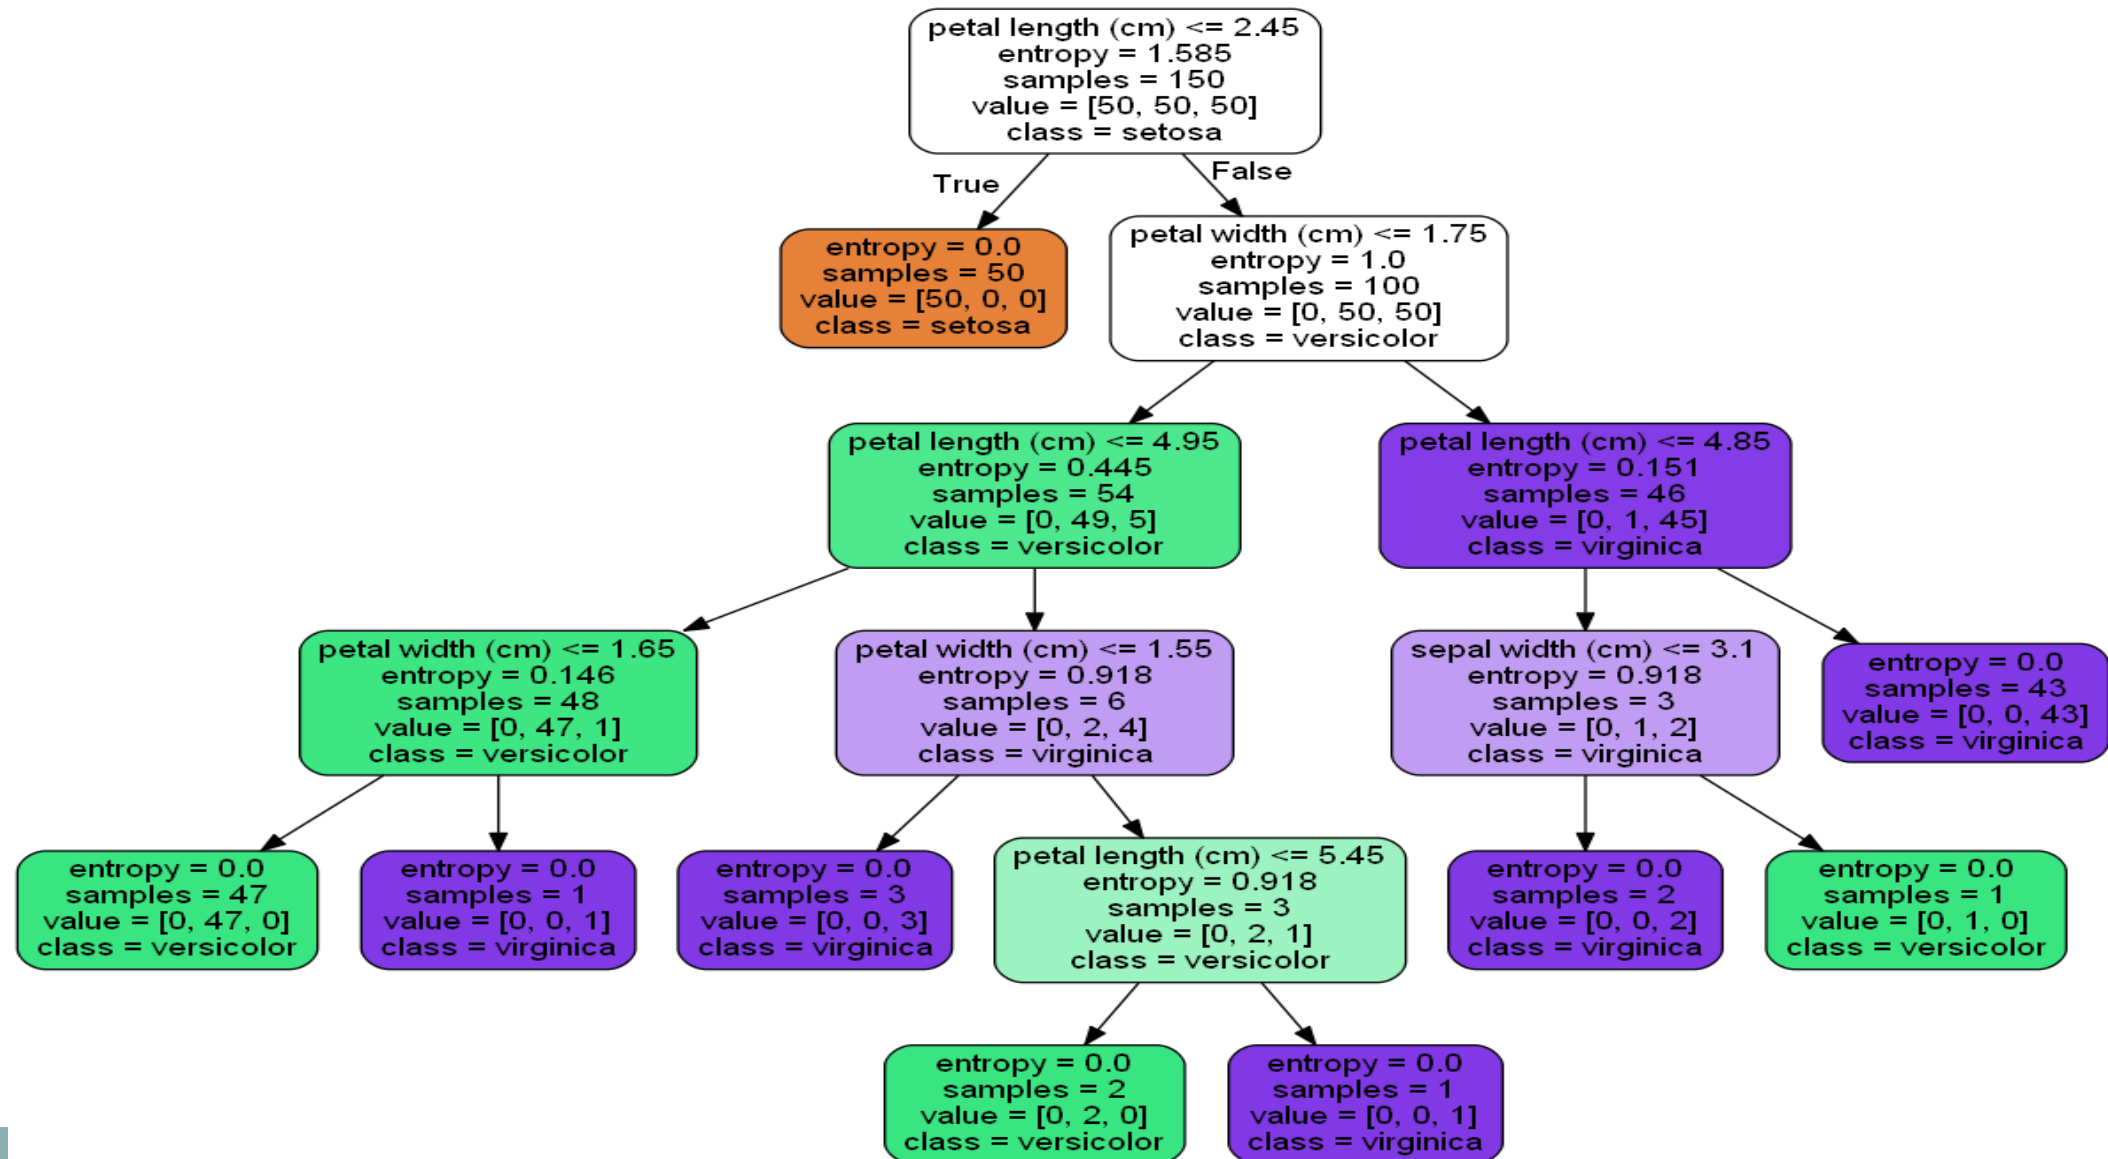 petal length (cm) <= 2.45
entropy = 1.585
samples = 150
value = [50, 50, 50]
class = setosa
True
False
entropy = 0.0
samples = 50
value = [50, 0, 0]
class = setosa
petal width (cm) <= 1.75
entropy = 1.0
samples = 100
value = [0, 50, 50]
class = versicolor
petal length (cm) <= 4.95
entropy = 0.445
samples = 54
value = [0, 49, 5]
class = versicolor
petal length (cm) <= 4.85
entropy = 0.151
samples = 46
value = [0, 1, 45]
class = virginica
petal width (cm) <= 1.65
entropy = 0.146
samples = 48
value = [0, 47, 1]
class = versicolor
petal width (cm) <= 1.55
entropy = 0.918
samples = 6
value = [0, 2, 4]
class = virginica
sepal width (cm) <= 3.1
entropy = 0.918
samples = 3
value = [0, 1, 2]
class = virginica
entropy = 0.0
samples = 43
value = [0, 0, 43]
class = virginica
entropy = 0.0
samples = 47
value = [0, 47, 0]
class = versicolor
entropy = 0.0
samples = 1
value = [0, 0, 1]
class = virginica
entropy = 0.0
samples = 3
value = [0, 0, 3]
class = virginica
petal length (cm) <= 5.45
entropy = 0.918
samples = 3
value = [0, 2, 1]
class = versicolor
entropy = 0.0
samples = 2
value = [0, 0, 2]
class = virginica
entropy = 0.0
samples = 1
value = [0, 1, 0]
class = versicolor
entropy = 0.0
samples = 2
value = [0, 2, 0]
class = versicolor
entropy = 0.0
samples = 1
value = [0, 0, 1]
class = virginica